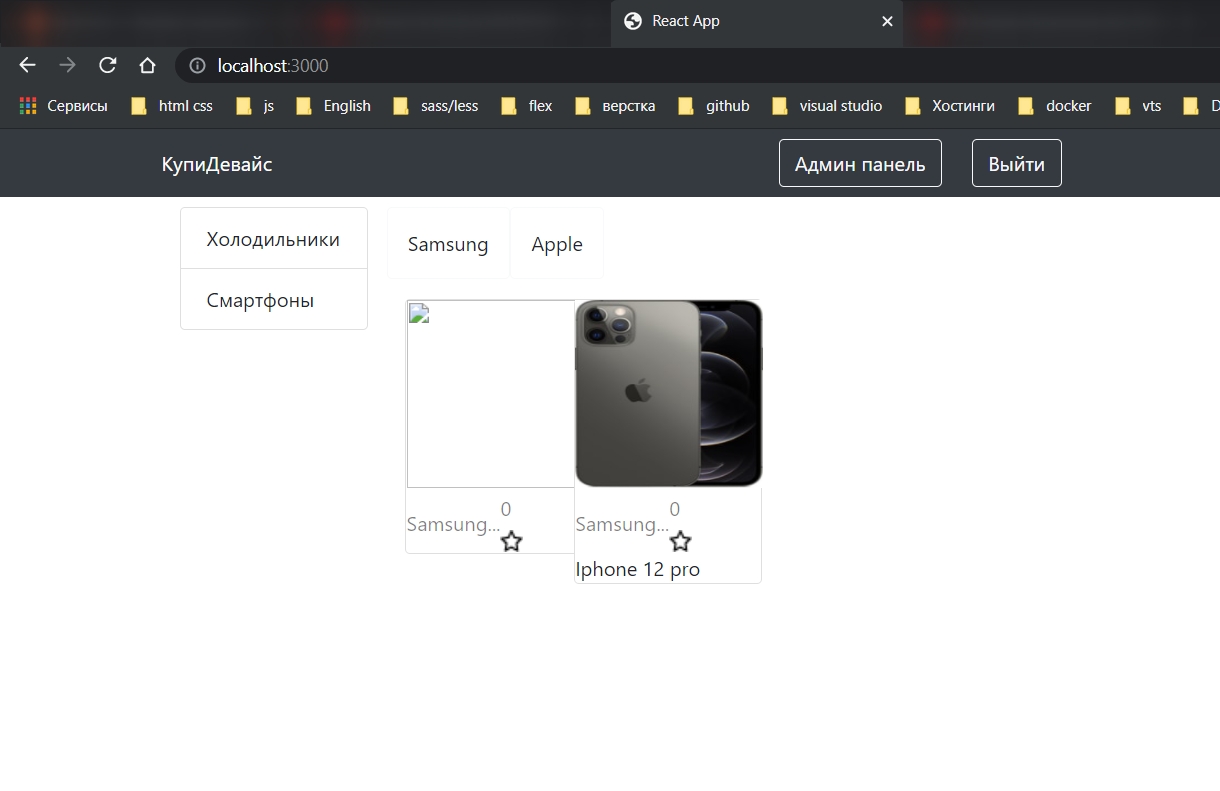 React App
localhost:3000
Сервисы html css js English sass/less flex верстка github visual studio Хостинги docker vts D
КупиДевайс Админ панель Выйти
Холодильники
Смартфоны
Samsung Apple
0 0
Samsung... Samsung...
Iphone 12 pro